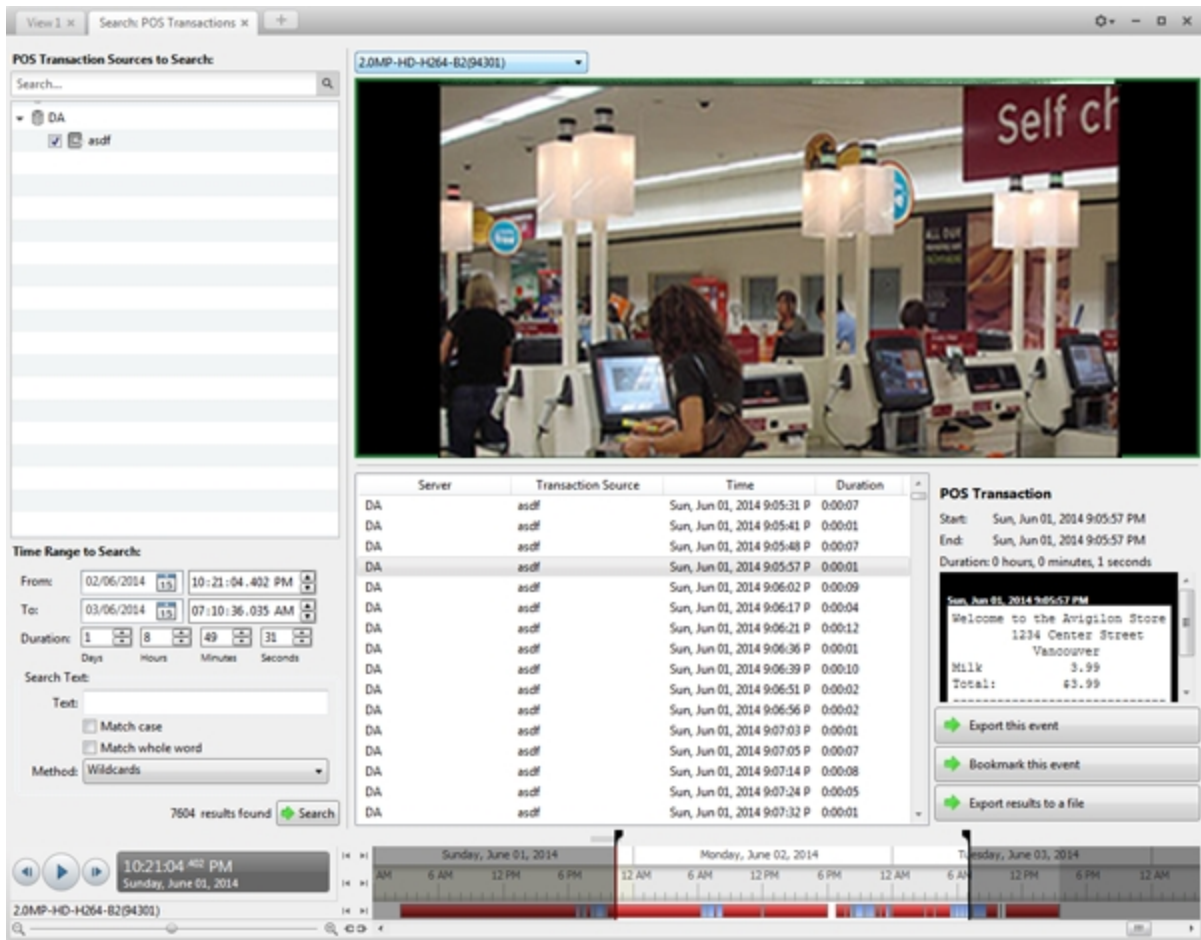 View 1
Search: POS Transactions
POS Transaction Sources to Search:
Search...
DA
asdf
2.0MP-HD-H264-B2(94301)
Self ch
ALL OUT
Time Range to Search:
From: 02/06/2014 15 10:21:04.402 PM
To: 03/06/2014 15 07:10:36.035 AM
Duration: 1 8 49 31
Days Hours Minutes Seconds
Search Text:
Text:
Match case
Match whole word
Method: Wildcards
7604 results found Search
Server Transaction Source Time Duration
DA asdf Sun, Jun 01, 2014 9:05:31 P 0:00:07
DA asdf Sun, Jun 01, 2014 9:05:41 P 0:00:01
DA asdf Sun, Jun 01, 2014 9:05:48 P 0:00:07
DA asdf Sun, Jun 01, 2014 9:05:57 P 0:00:01
DA asdf Sun, Jun 01, 2014 9:06:02 P 0:00:09
DA asdf Sun, Jun 01, 2014 9:06:17 P 0:00:04
DA asdf Sun, Jun 01, 2014 9:06:21 P 0:00:12
DA asdf Sun, Jun 01, 2014 9:06:36 P 0:00:01
DA asdf Sun, Jun 01, 2014 9:06:39 P 0:00:10
DA asdf Sun, Jun 01, 2014 9:06:51 P 0:00:02
DA asdf Sun, Jun 01, 2014 9:06:56 P 0:00:02
DA asdf Sun, Jun 01, 2014 9:07:03 P 0:00:01
DA asdf Sun, Jun 01, 2014 9:07:05 P 0:00:07
DA asdf Sun, Jun 01, 2014 9:07:14 P 0:00:08
DA asdf Sun, Jun 01, 2014 9:07:24 P 0:00:05
DA asdf Sun, Jun 01, 2014 9:07:32 P 0:00:01
POS Transaction
Start: Sun, Jun 01, 2014 9:05:57 PM
End: Sun, Jun 01, 2014 9:05:57 PM
Duration: 0 hours, 0 minutes, 1 seconds
Sun, Jun 01, 2014 9:05:57 PM
Welcome to the Avigilon Store
1234 Center Street
Vancouver
Milk 3.99
Total: $3.99
Export this event
Bookmark this event
Export results to a file
10:21:04 402 PM
Sunday, June 01, 2014
Sunday, June 01, 2014 Monday, June 02, 2014 Tuesday, June 03, 2014
AM 6 AM 12 PM 6 PM 12 AM 6 AM 12 PM 6 PM 12 AM 6 AM 12 PM 6 PM 12 AM
2.0MP-HD-H264-B2(94301)